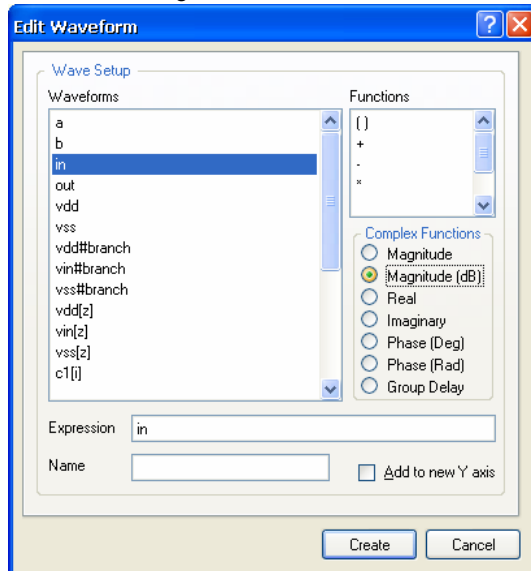 Edit Waveform
Wave Setup
Waveforms
a
b
in
out
vdd
vss
vdd#branch
vin#branch
vss#branch
vdd[z]
vin[z]
vss[z]
c1[i]
Functions
( )
+
-
*
Complex Functions
Magnitude
Magnitude (dB)
Real
Imaginary
Phase (Deg)
Phase (Rad)
Group Delay
Expression in
Name
Add to new Y axis
Create Cancel